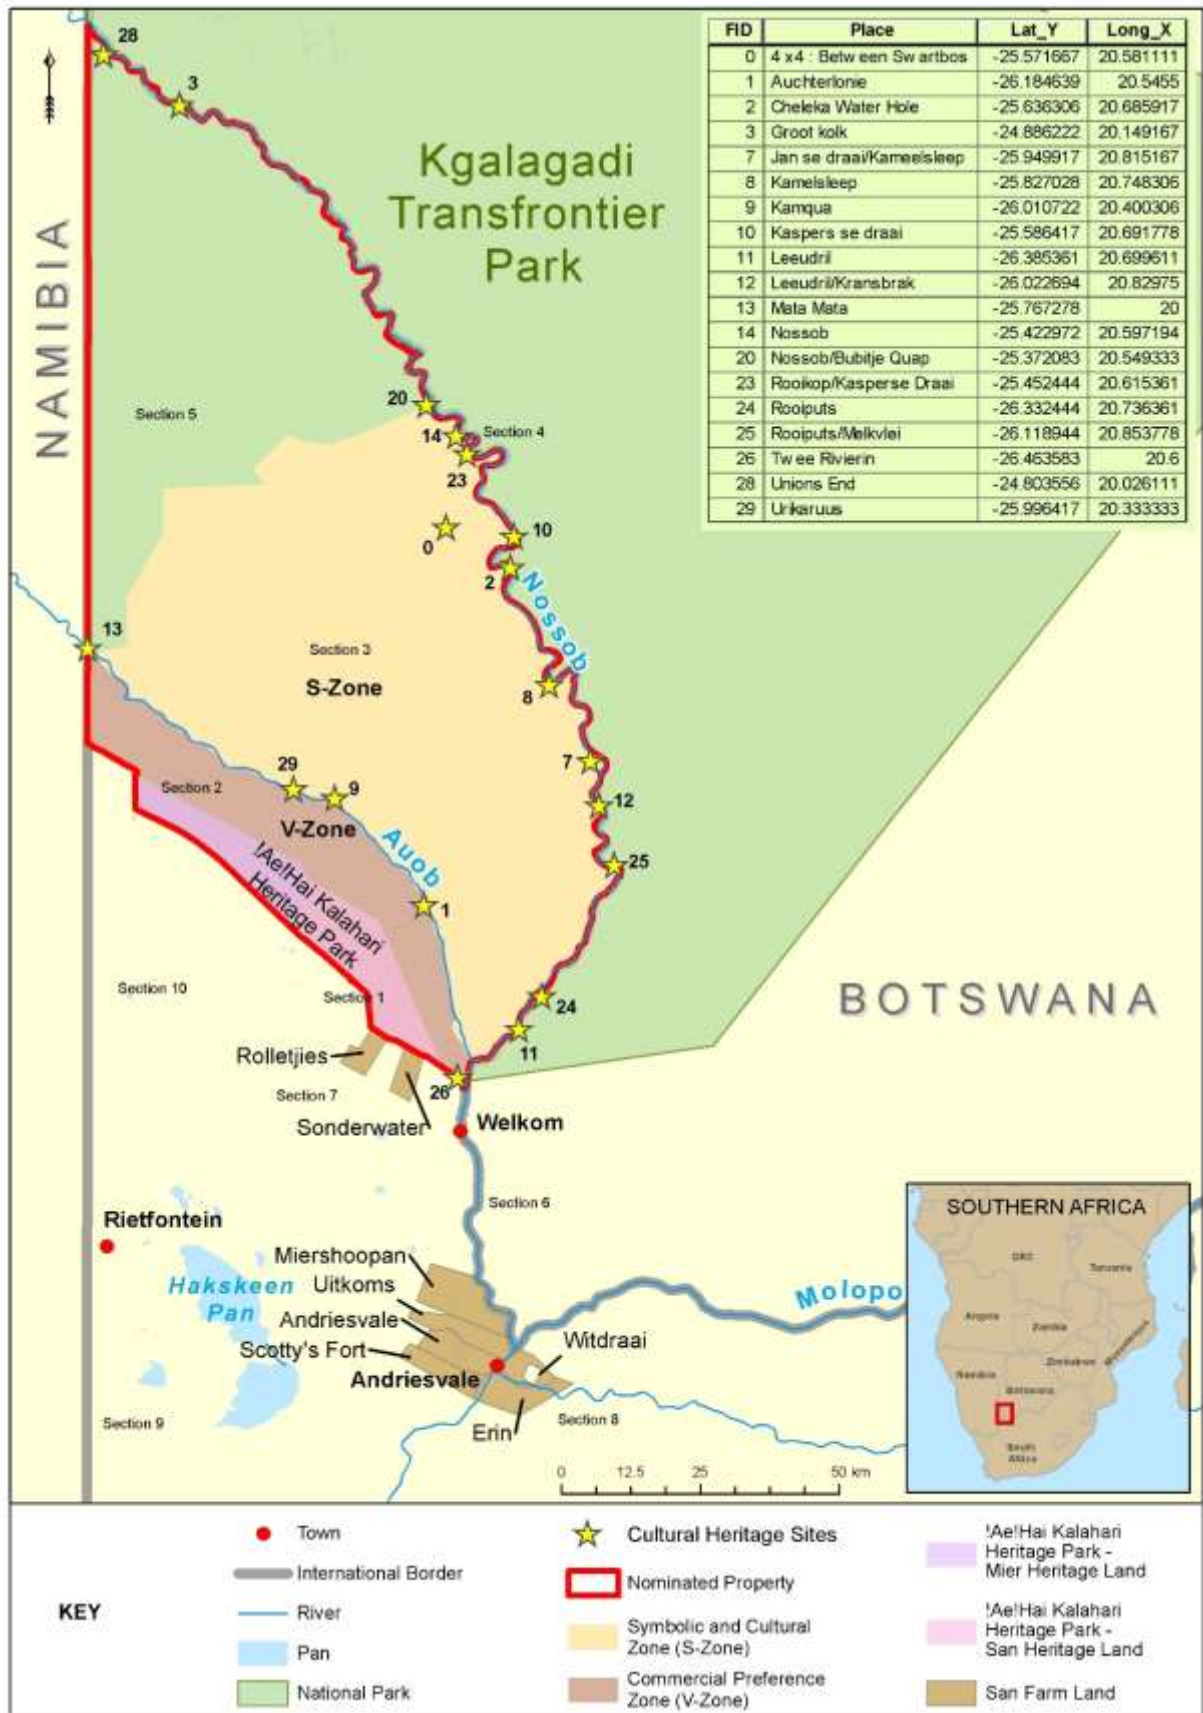 FID Place Lat_Y Long_X
0 4 x4 : Between Swartbos -25.571667 20.581111
1 Auchterlonie -26.184639 20.5455
2 Cheleka Water Hole -25.636306 20.685917
3 Groot kolk -24.886222 20.149167
7 Jan se draai/Kameelsleep -25.949917 20.815167
8 Kamelsleep -25.827028 20.748306
9 Kamqua -26.010722 20.400306
10 Kaspers se draai -25.586417 20.691778
11 Leeudril -26.385361 20.699611
12 Leeudril/Kransbrak -26.022694 20.82975
13 Mata Mata -25.767278 20
14 Nossob -25.422972 20.597194
20 Nossob/Bubitje Quap -25.372083 20.549333
23 Rooikop/Kasperse Draai -25.452444 20.615361
24 Rooiputs -26.332444 20.736361
25 Rooiputs/Melkvlei -26.118944 20.853778
26 Twee Rivierin -26.463583 20.6
28 Unions End -24.803556 20.026111
29 Urikaruus -25.996417 20.333333
28
3
Kgalagadi
Transfrontier
Park
NAMIBIA
Section 5
20
14
Section 4
23
0
10
2
Nossob
13
Section 3
S-Zone
8
7
29
9
Section 2
V-Zone
12
Auob
25
!Ae!Hai Kalahari
Heritage Park
1
Section 10
Section 1
24
BOTSWANA
11
Rolletjies
26
Section 7
Sonderwater
Welkom
Section 6
Rietfontein
Miershoopan
Hakskeen
Pan
Uitkoms
Andriesvale
Molopo
Scotty's Fort
Witdraai
Andriesvale
Section 9
Erin
Section 8
0 12.5 25 50 km
SOUTHERN AFRICA
DRC
Tanzania
Angola
Zambia
Mozambique
Zimbabwe
Namibia
Botswana
South
Africa
KEY
Town
International Border
River
Pan
National Park
Cultural Heritage Sites
Nominated Property
Symbolic and Cultural
Zone (S-Zone)
Commercial Preference
Zone (V-Zone)
!Ae!Hai Kalahari
Heritage Park -
Mier Heritage Land
!Ae!Hai Kalahari
Heritage Park -
San Heritage Land
San Farm Land